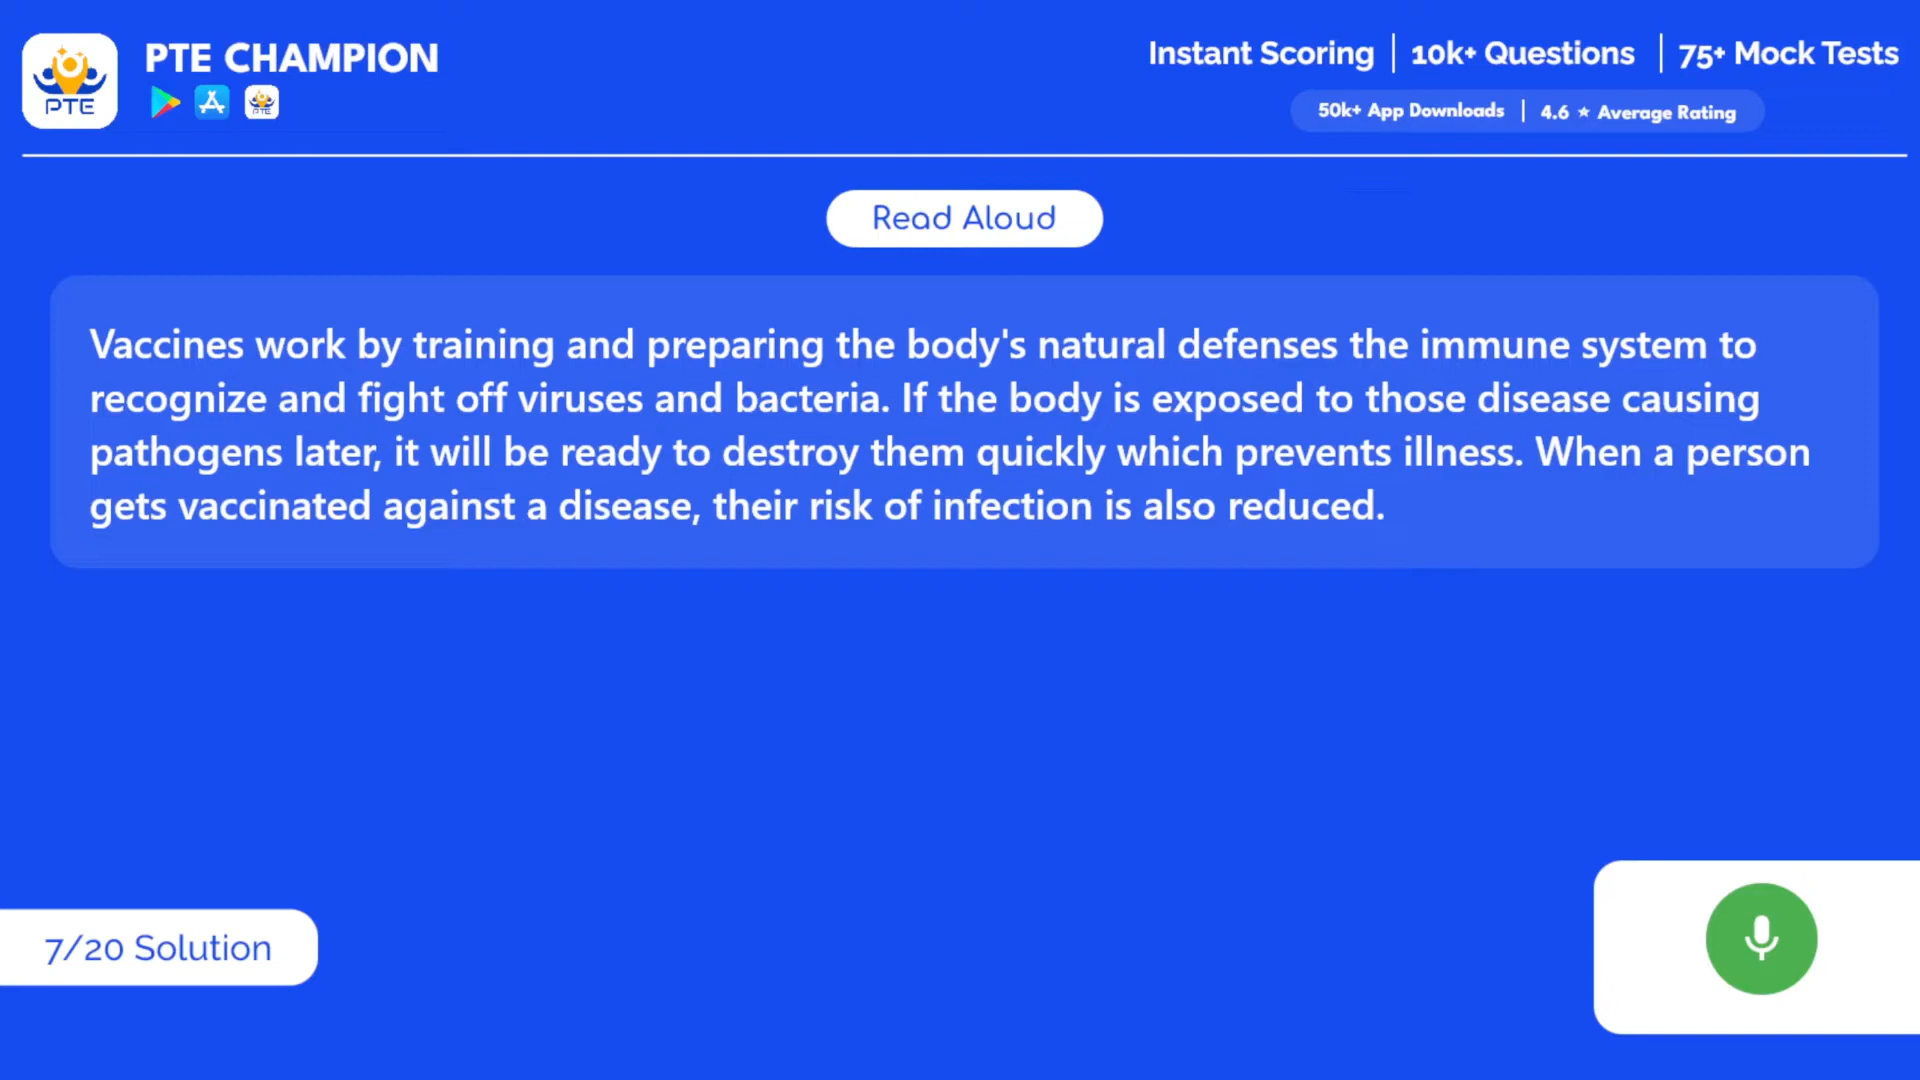 PTE CHAMPION
PTE
PTE
Instant Scoring | 10k+ Questions | 75+ Mock Tests
50k+ App Downloads | 4.6 ★ Average Rating
Read Aloud
Vaccines work by training and preparing the body's natural defenses the immune system to
recognize and fight off viruses and bacteria. If the body is exposed to those disease causing
pathogens later, it will be ready to destroy them quickly which prevents illness. When a person
gets vaccinated against a disease, their risk of infection is also reduced.
7/20 Solution